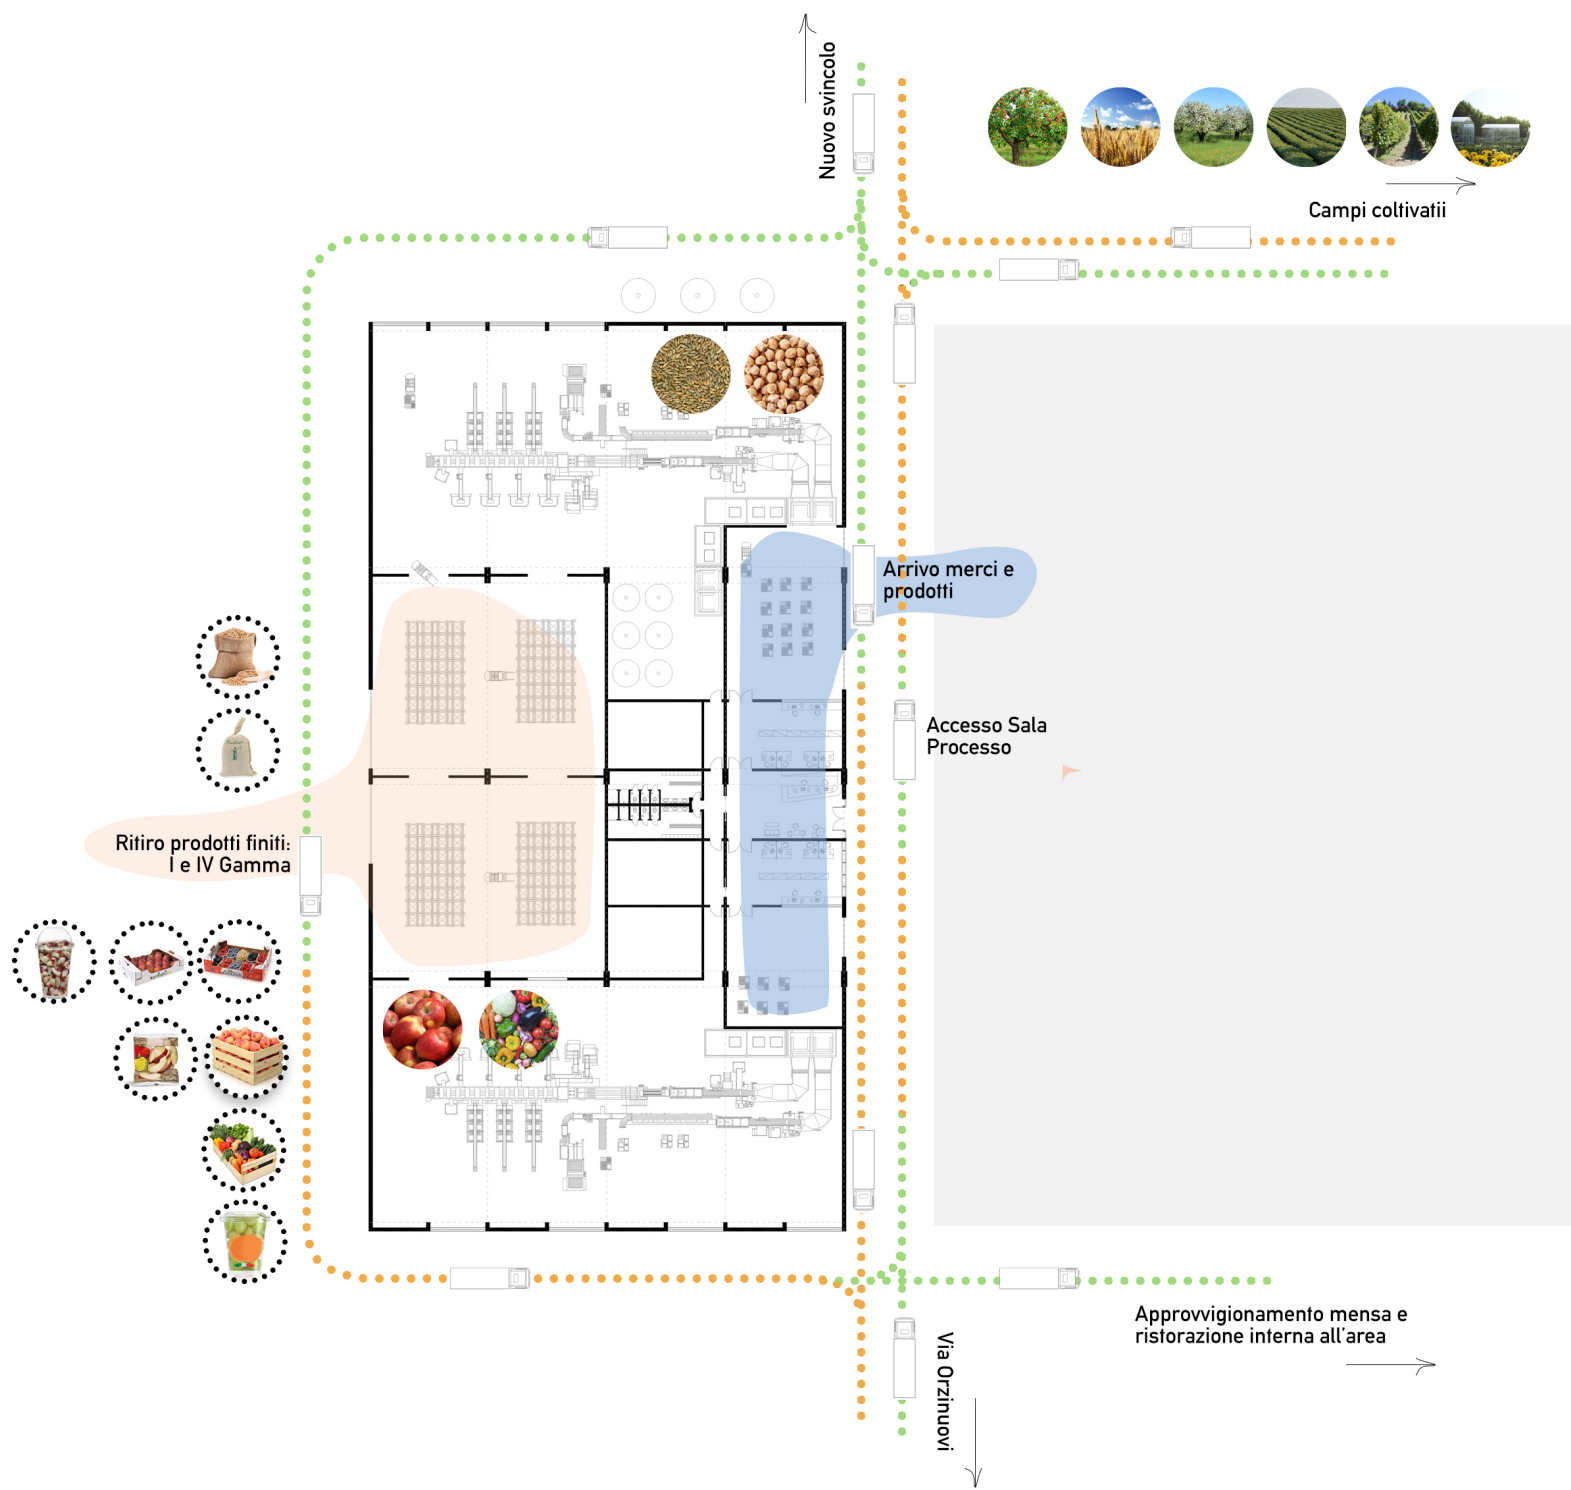 Nuovo svincolo
Campi coltivatii
Arrivo merci e
prodotti
Accesso Sala
Processo
Ritiro prodotti finiti:
I e IV Gamma
Approvvigionamento mensa e
ristorazione interna all'area
Via Orzinuovi